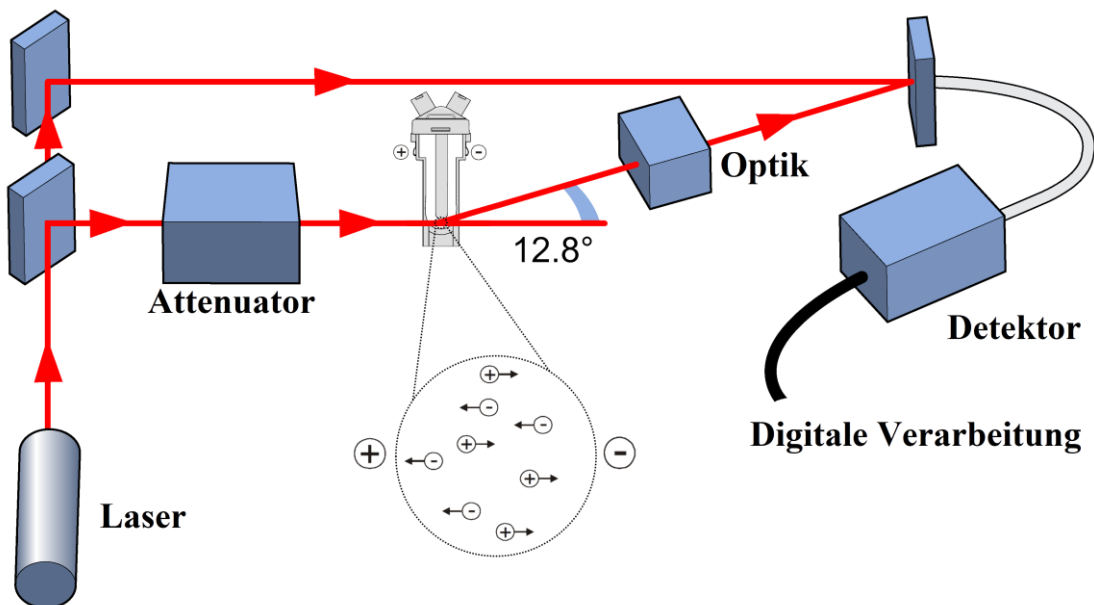 + -
Optik
12.8°
Attenuator
Detektor
+ -
+
-
-
+
-
+
-
+
Digitale Verarbeitung
Laser